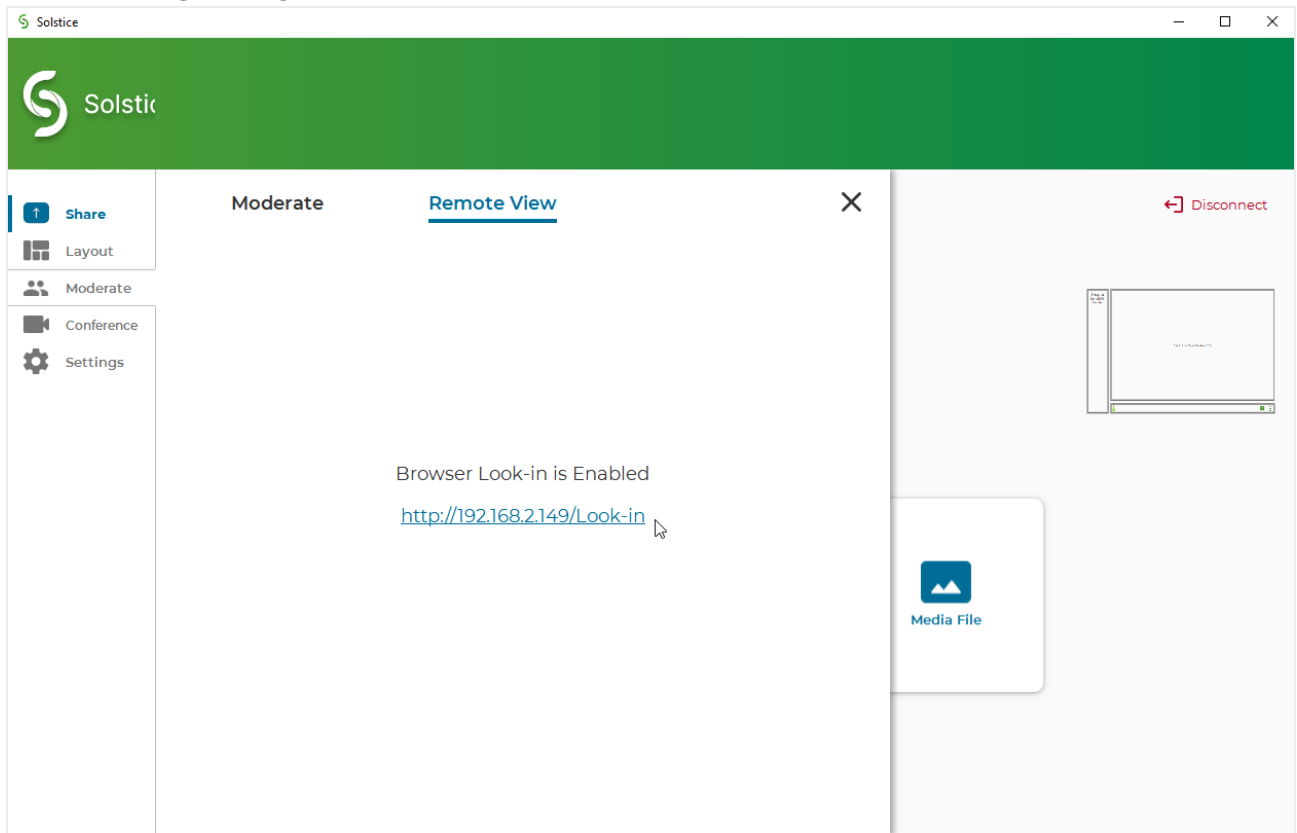 Solstice
Solstic
Share
Layout
Moderate
Conference
Settings
Moderate
Remote View
Disconnect
Browser Look-in is Enabled
http://192.168.2.149/Look-in
Media File